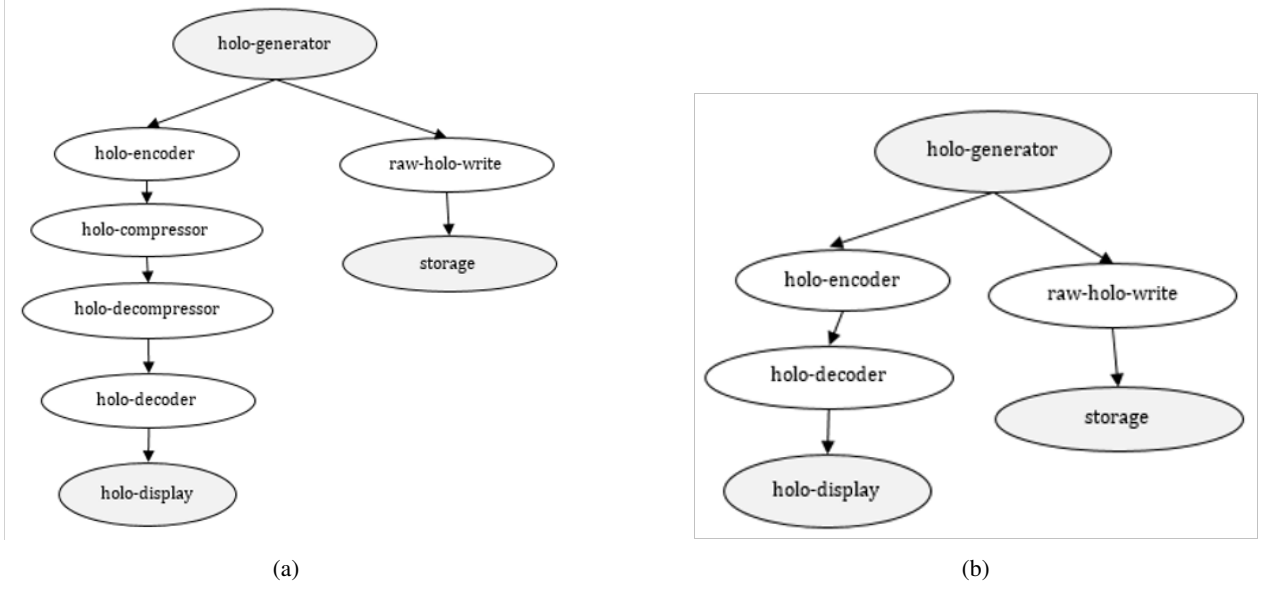 holo-generator
holo-encoder
raw-holo-write
holo-compressor
storage
holo-decompressor
holo-decoder
holo-display
(a)
holo-generator
holo-encoder
raw-holo-write
holo-decoder
storage
holo-display
(b)